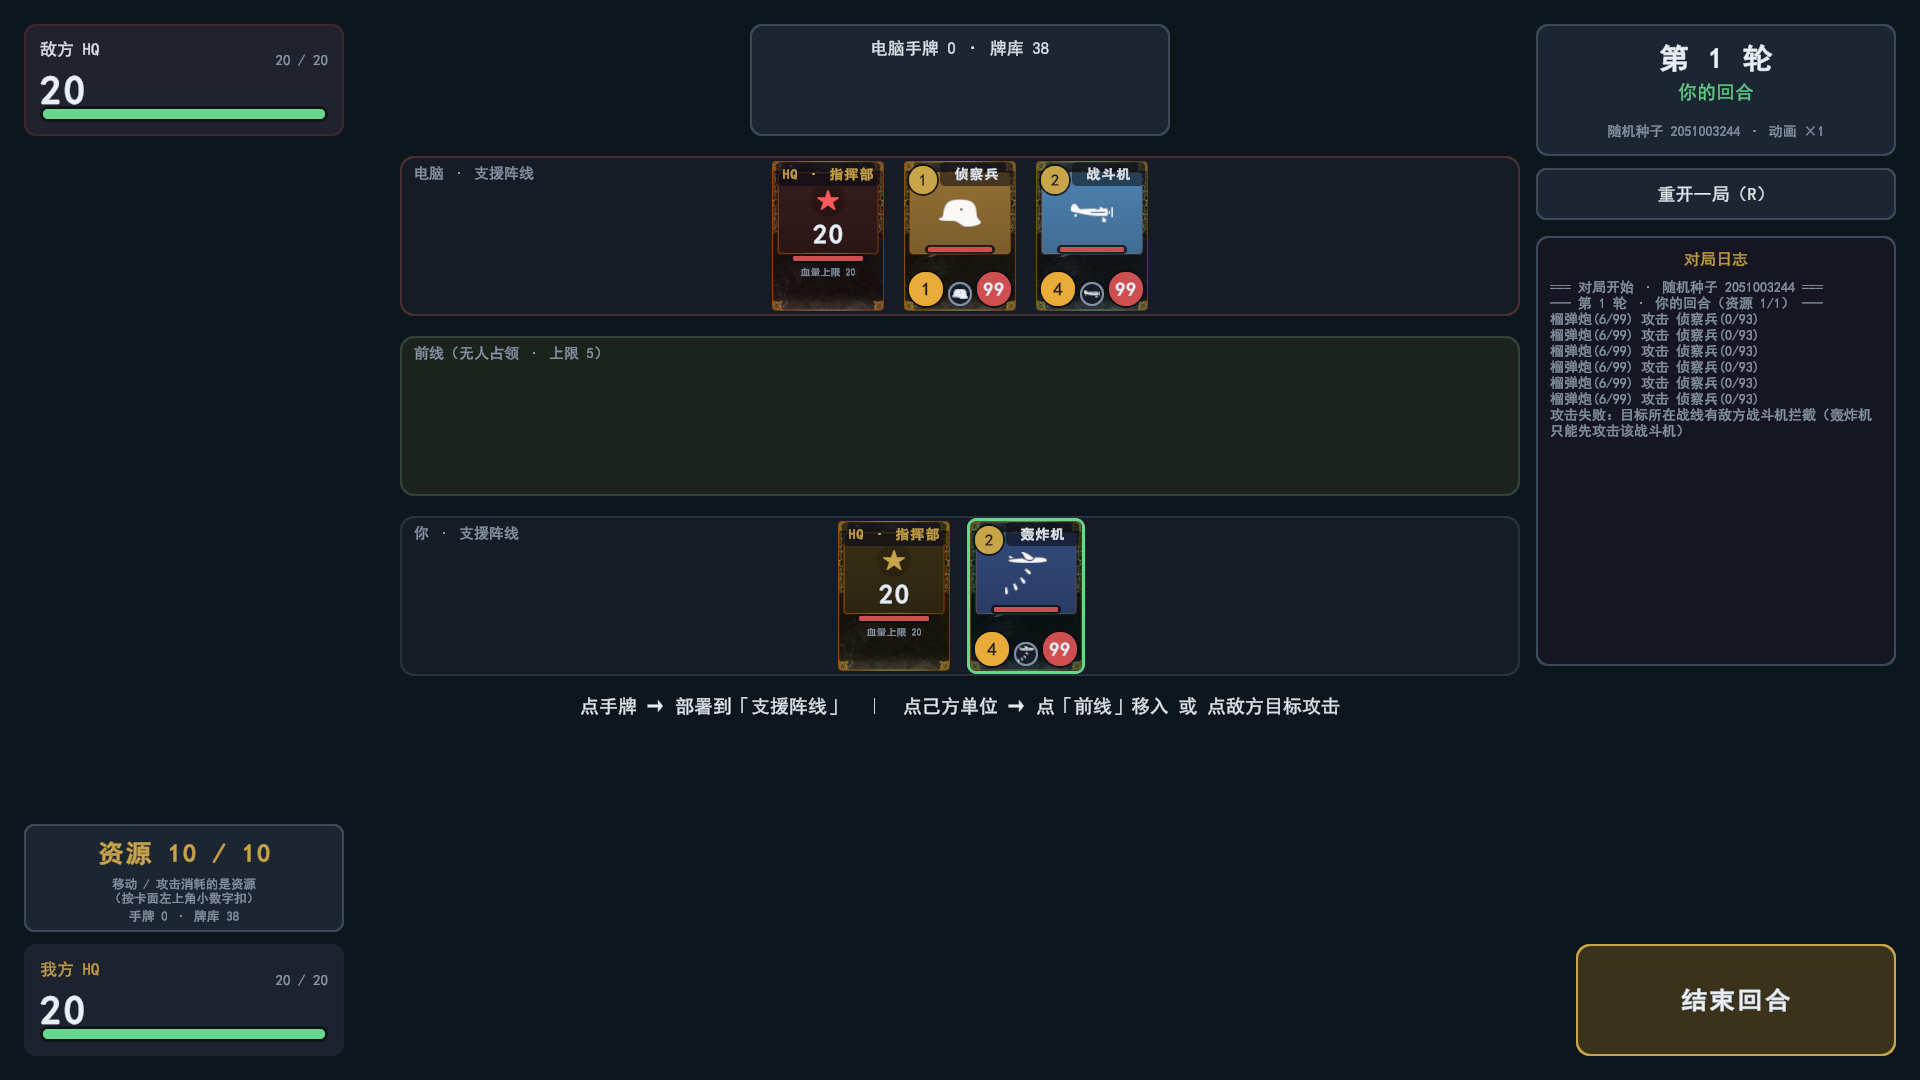 敌方 HQ
20 / 20
20
电脑手牌 0 · 牌库 38
第 1 轮
你的回合
随机种子 2051003244 · 动画 ×1
重开一局（R）
电脑 · 支援阵线
HQ · 指挥部
20
血量上限 20
1
侦察兵
1
99
2
战斗机
4
99
对局日志
═══ 对局开始 · 随机种子 2051003244 ═══
── 第 1 轮 · 你的回合（资源 1/1） ──
榴弹炮(6/99) 攻击 侦察兵(0/93)
榴弹炮(6/99) 攻击 侦察兵(0/93)
榴弹炮(6/99) 攻击 侦察兵(0/93)
榴弹炮(6/99) 攻击 侦察兵(0/93)
榴弹炮(6/99) 攻击 侦察兵(0/93)
榴弹炮(6/99) 攻击 侦察兵(0/93)
攻击失败：目标所在战线有敌方战斗机拦截（轰炸机
只能先攻击该战斗机）
前线（无人占领 · 上限 5）
你 · 支援阵线
HQ · 指挥部
20
血量上限 20
2
轰炸机
4
99
点手牌 → 部署到「支援阵线」 ｜ 点己方单位 → 点「前线」移入 或 点敌方目标攻击
资源 10 / 10
移动 / 攻击消耗的是资源
（按卡面左上角小数字扣）
手牌 0 · 牌库 38
我方 HQ
20 / 20
20
结束回合